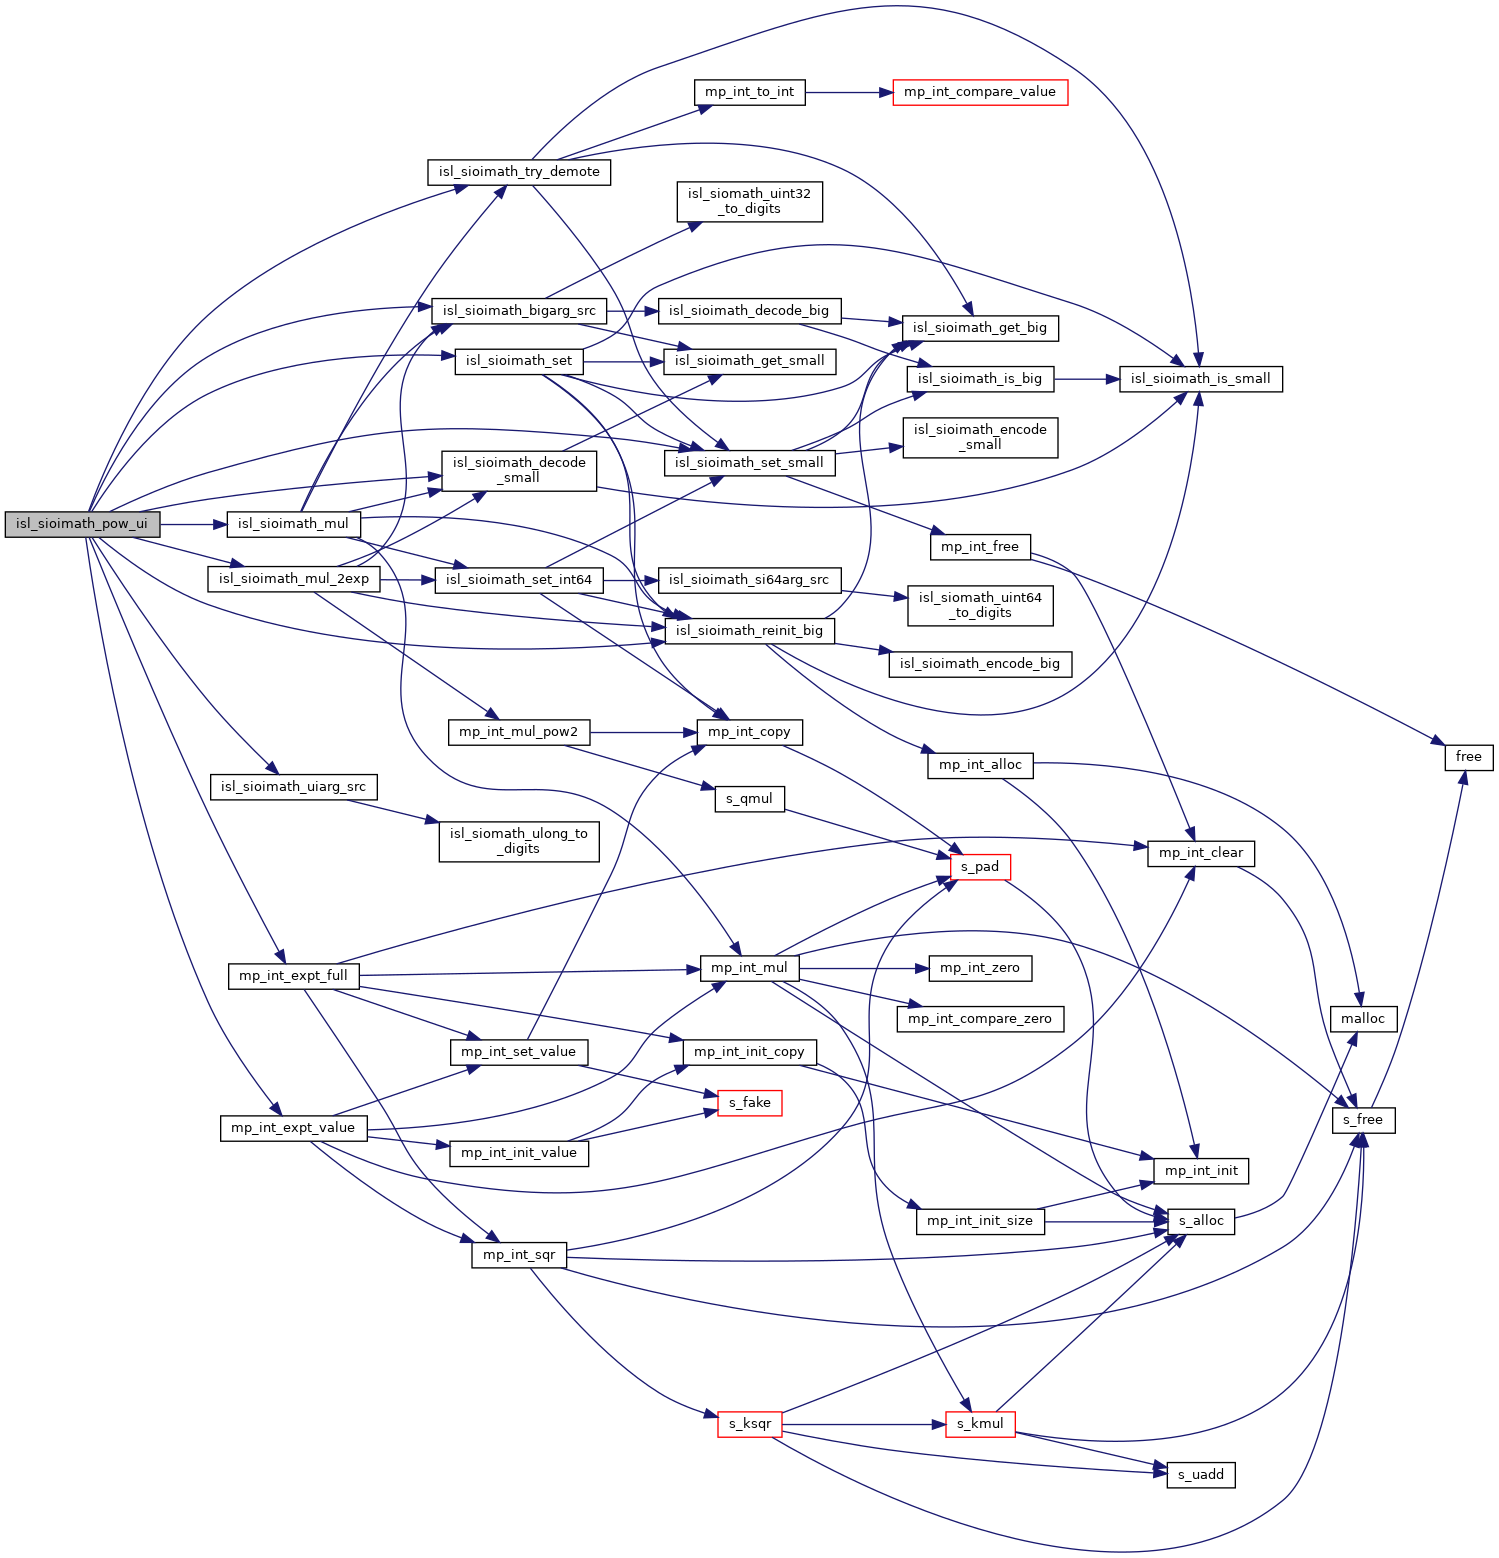 mp_int_to_int
mp_int_compare_value
isl_sioimath_try_demote
isl_siomath_uint32
_to_digits
isl_sioimath_bigarg_src
isl_sioimath_decode_big
isl_sioimath_get_big
isl_sioimath_set
isl_sioimath_get_small
isl_sioimath_is_big
isl_sioimath_is_small
isl_sioimath_encode
_small
isl_sioimath_decode
_small
isl_sioimath_set_small
isl_sioimath_pow_ui
isl_sioimath_mul
mp_int_free
isl_sioimath_mul_2exp
isl_sioimath_set_int64
isl_sioimath_si64arg_src
isl_siomath_uint64
_to_digits
isl_sioimath_reinit_big
isl_sioimath_encode_big
mp_int_mul_pow2
mp_int_copy
free
mp_int_alloc
isl_sioimath_uiarg_src
s_qmul
isl_siomath_ulong_to
_digits
mp_int_clear
s_pad
mp_int_expt_full
mp_int_mul
mp_int_zero
mp_int_compare_zero
malloc
mp_int_set_value
mp_int_init_copy
s_fake
s_free
mp_int_expt_value
mp_int_init_value
mp_int_init
mp_int_init_size
s_alloc
mp_int_sqr
s_ksqr
s_kmul
s_uadd